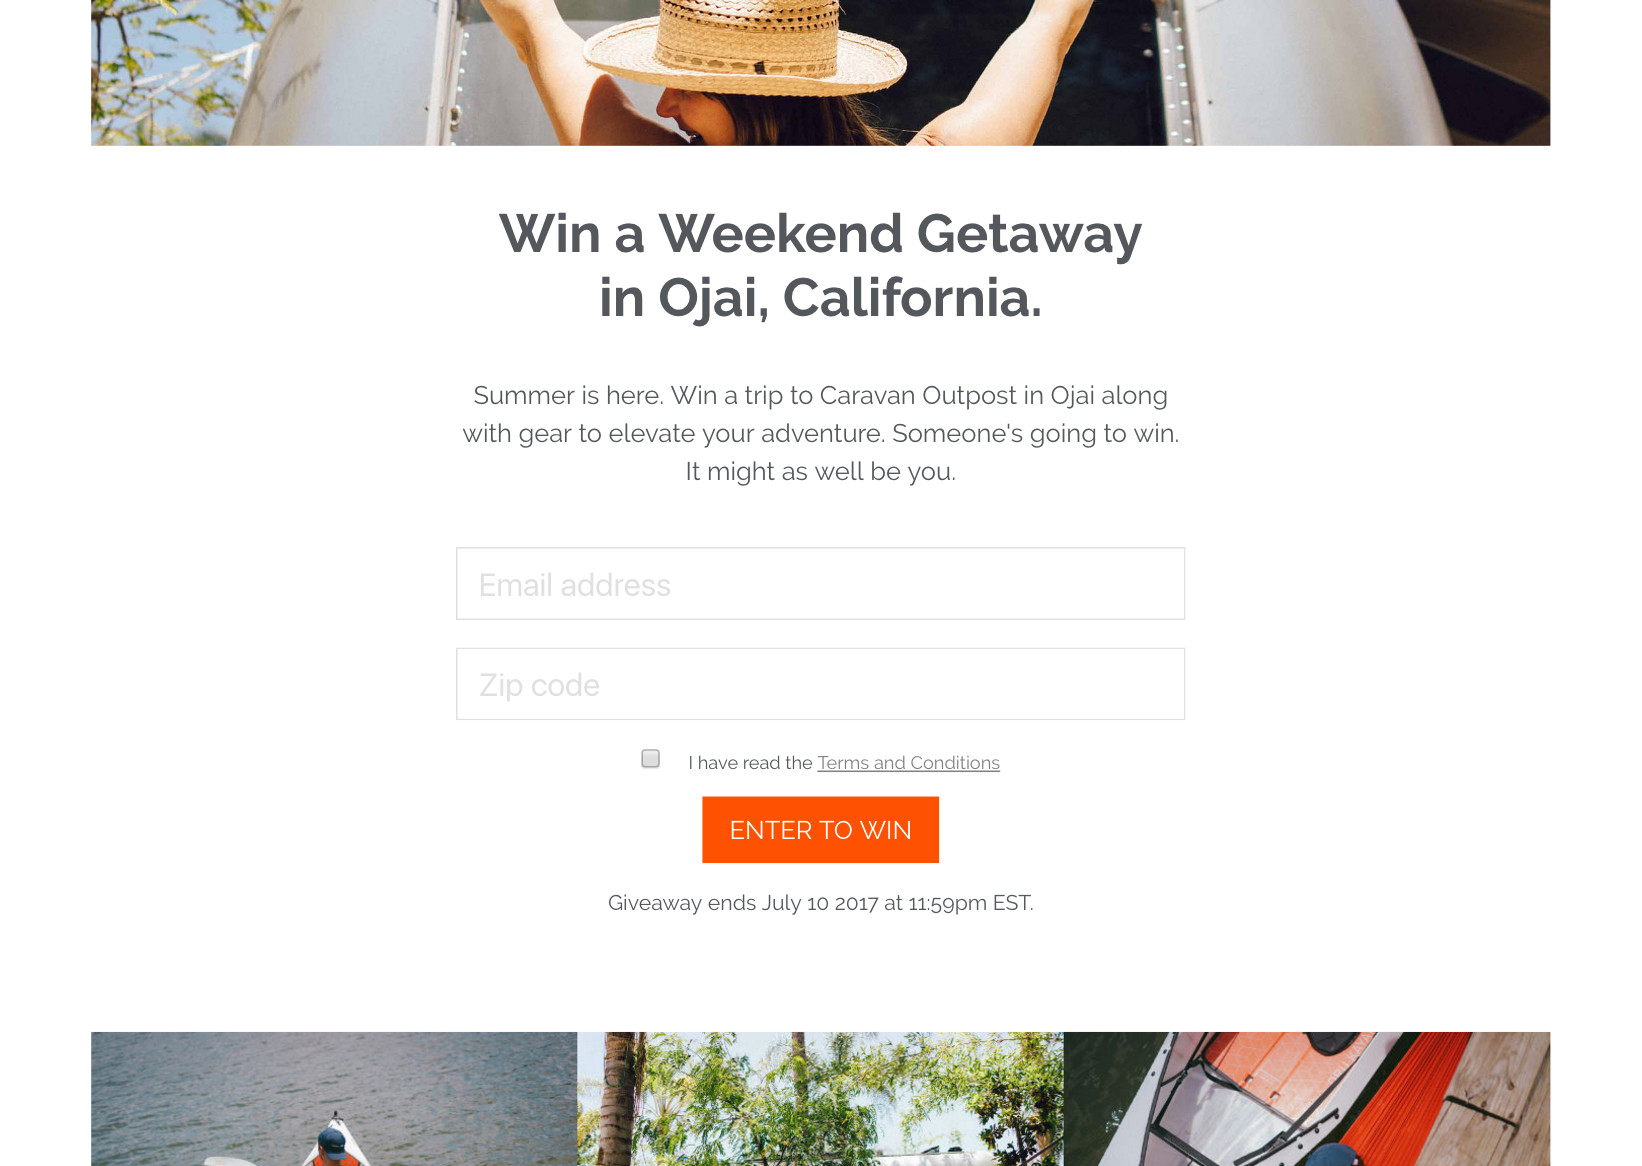 Win a Weekend Getaway
in Ojai, California.
Summer is here. Win a trip to Caravan Outpost in Ojai along
with gear to elevate your adventure. Someone's going to win.
It might as well be you.
Email address
Zip code
I have read the Terms and Conditions
ENTER TO WIN
Giveaway ends July 10 2017 at 11:59pm EST.